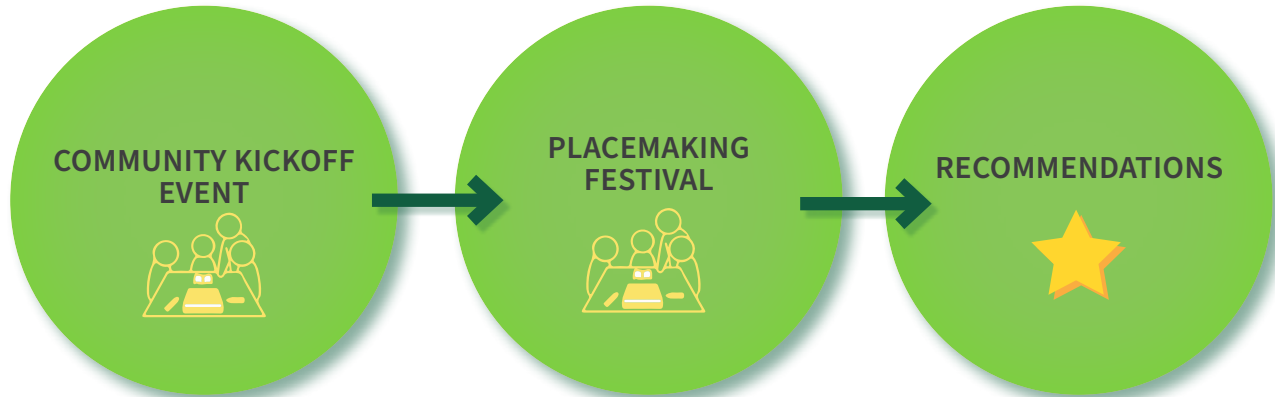 COMMUNITY KICKOFF
EVENT
PLACEMAKING
FESTIVAL
RECOMMENDATIONS